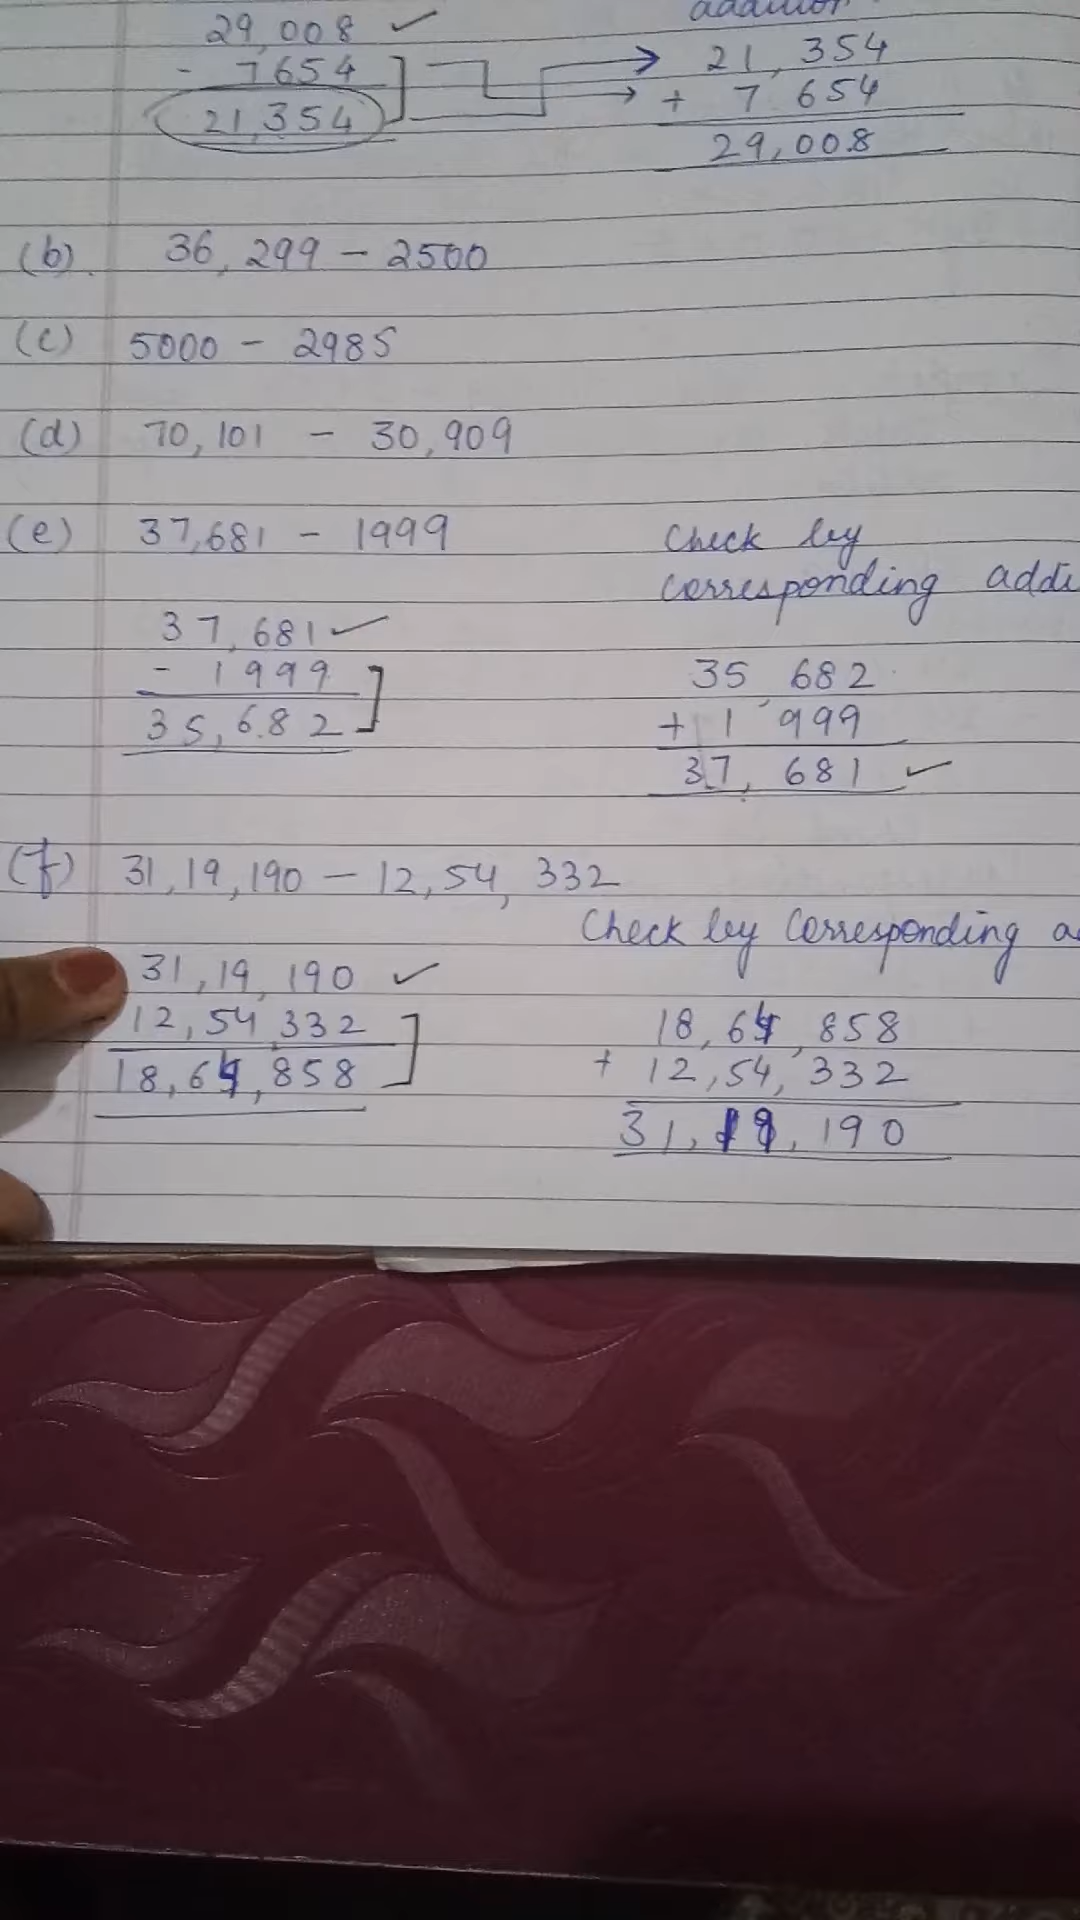 29,008 ✓ addition
- 7654 21,354
21,354 + 7 654
29,008
(b). 36,299 - 2500
(c) 5000 - 2985
(d) 70,101 - 30,909
(e) 37,681 - 1999 Check by
corresponding addi
37,681 ✓
- 1999 35 682
35,682 + 1,999
37,681 ✓
(f) 31,19,190 - 12,54,332
Check by Corresponding a
31,19,190 ✓
12,54,332 18,64,858
18,64,858 + 12,54,332
31,19,190